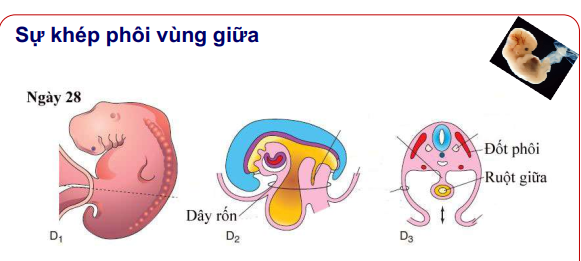 Sự khép phôi vùng giữa
Ngày 28
Đốt phôi
Ruột giữa
Dây rốn
D1
D2
D3